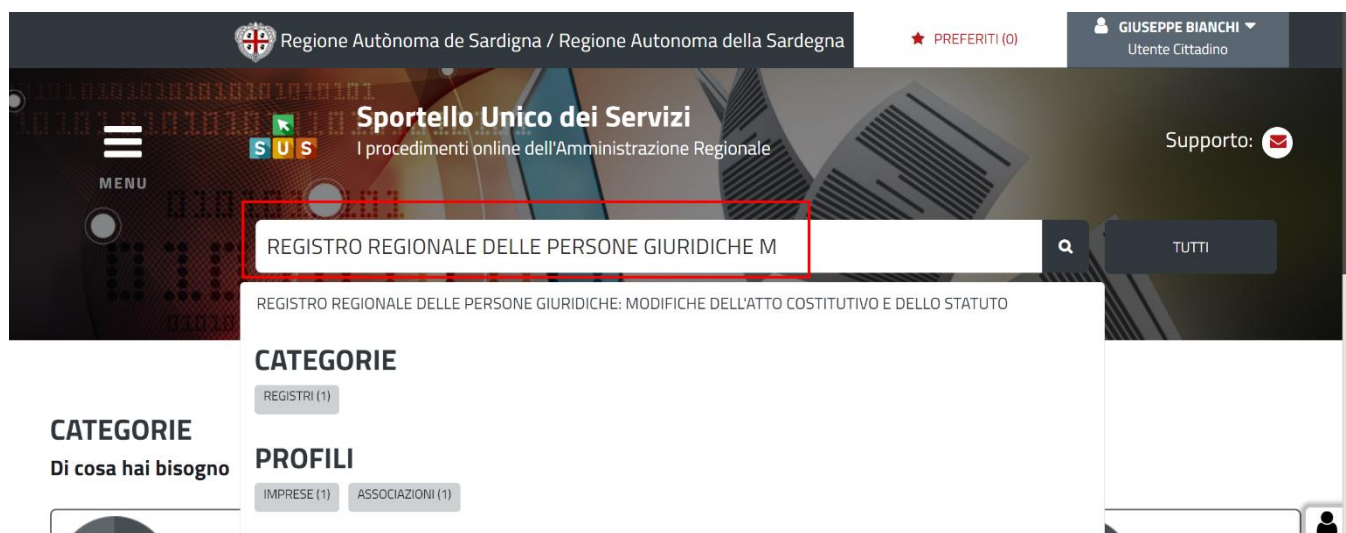 Regione Autònoma de Sardigna / Regione Autonoma della Sardegna
PREFERITI (0)
GIUSEPPE BIANCHI
Utente Cittadino
MENU
SUS
Sportello Unico dei Servizi
I procedimenti online dell'Amministrazione Regionale
Supporto:
REGISTRO REGIONALE DELLE PERSONE GIURIDICHE M
TUTTI
REGISTRO REGIONALE DELLE PERSONE GIURIDICHE: MODIFICHE DELL'ATTO COSTITUTIVO E DELLO STATUTO
CATEGORIE
REGISTRI (1)
PROFILI
IMPRESE (1) ASSOCIAZIONI (1)
CATEGORIE
Di cosa hai bisogno